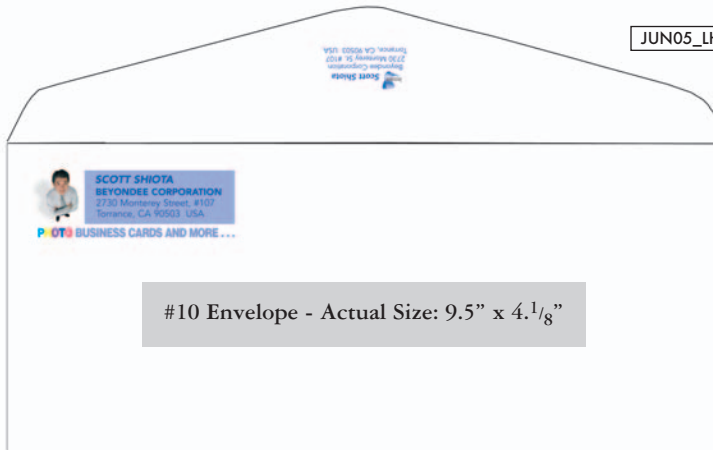 JUN05_LH
Scott Shiota
Beyondee Corporation
2730 Monterey St. #107
Torrance, CA 90503 USA
SCOTT SHIOTA
BEYONDEE CORPORATION
2730 Monterey Street, #107
Torrance, CA 90503 USA
PHOTO BUSINESS CARDS AND MORE . . .
#10 Envelope - Actual Size: 9.5” x 4.1/8”